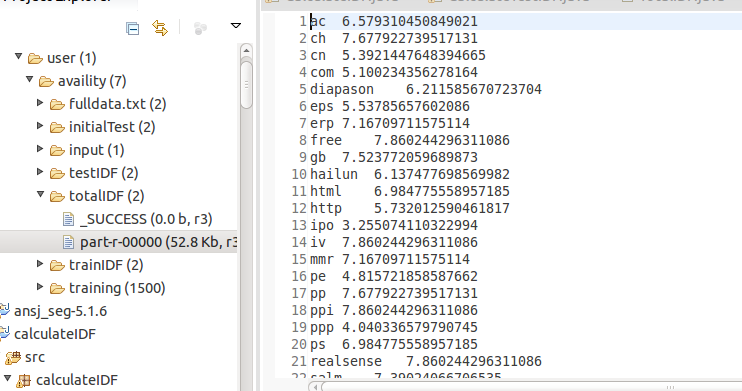 user (1)
availity (7)
fulldata.txt (2)
initialTest (2)
input (1)
testIDF (2)
totalIDF (2)
_SUCCESS (0.0 b, r3)
part-r-00000 (52.8 Kb, r3
trainIDF (2)
training (1500)
ansj_seg-5.1.6
calculateIDF
src
calculateIDF
1 ac 6.579310450849021
2 ch 7.677922739517131
3 cn 5.3921447648394665
4 com 5.100234356278164
5 diapason 6.211585670723704
6 eps 5.53785657602086
7 erp 7.16709711575114
8 free 7.860244296311086
9 gb 7.523772059689873
10 hailun 6.137477698569982
11 html 6.984775558957185
12 http 5.732012590461817
13 ipo 3.255074110322994
14 iv 7.860244296311086
15 mmr 7.16709711575114
16 pe 4.815721858587662
17 pp 7.677922739517131
18 ppi 7.860244296311086
19 ppp 4.040336579790745
20 ps 6.984775558957185
21 realsense 7.860244296311086